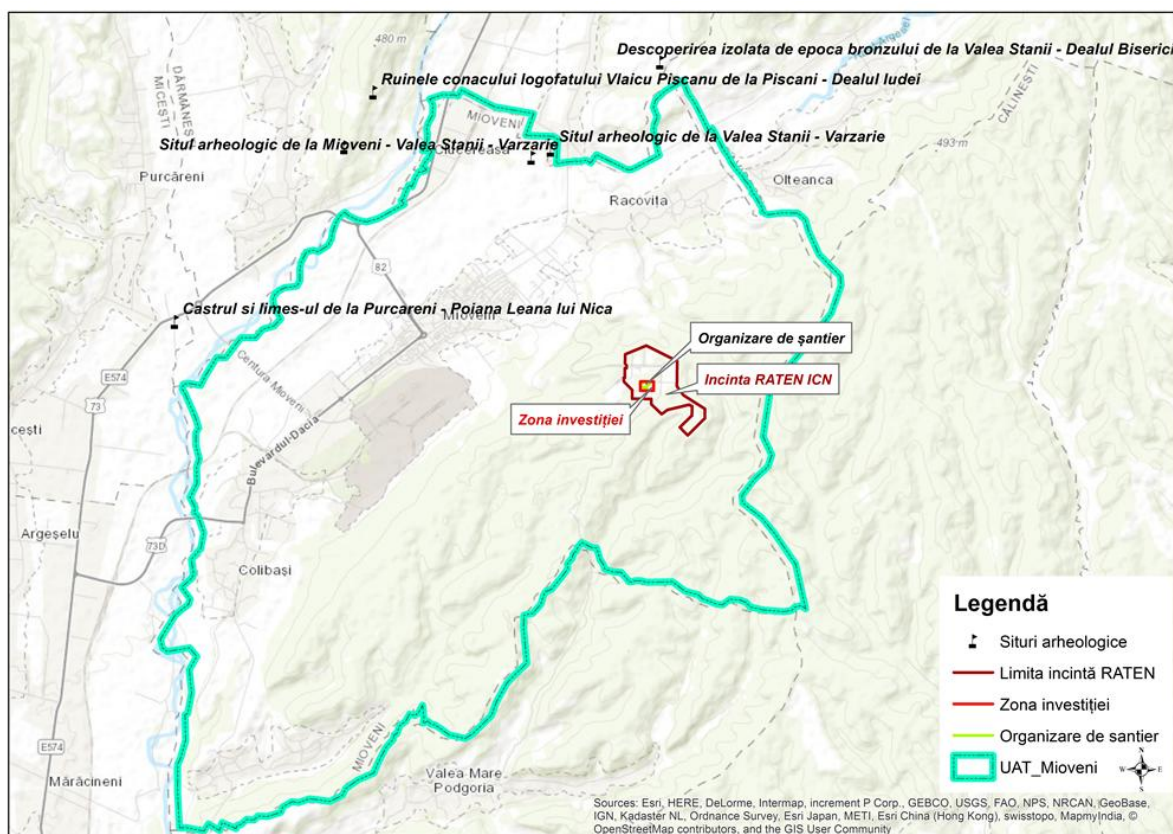 480 m
Descoperirea izolata de epoca bronzului de la Valea Stanii - Dealul Biserici
Ruinele conacului logofatului Vlaicu Piscanu de la Piscani - Dealul Iudei
DĂRMĂNEȘ
MICEȘTI
MIOVENI
CĂLINEȘTI
Situl arheologic de la Mioveni - Valea Stanii - Varzarie
Situl arheologic de la Valea Stanii - Varzarie
493 m
Purcăreni
Racovița
Olteanca
82
Castrul si limes-ul de la Purcareni - Poiana Leana lui Nica
Mioveni
Organizare de șantier
Incinta RATEN ICN
Zona investiției
E574
73
Centura Mioveni
Bulevardul-Dacia
cești
Argeșelu
73D
Colibași
E574
Mărăcineni
MIOVENI
Valea Mare
Podgoria
Legendă
Situri arheologice
Limita incintă RATEN
Zona investiției
Organizare de santier
UAT_Mioveni
N
W
E
S
Sources: Esri, HERE, DeLorme, Intermap, increment P Corp., GEBCO, USGS, FAO, NPS, NRCAN, GeoBase,
IGN, Kadaster NL, Ordnance Survey, Esri Japan, METI, Esri China (Hong Kong), swisstopo, MapmyIndia, ©
OpenStreetMap contributors, and the GIS User Community